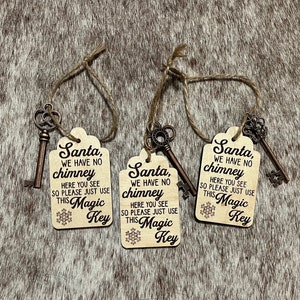 Santa,
WE HAVE NO
chimney
HERE YOU SEE
SO PLEASE JUST USE
THIS Magic
Key
Santa,
WE HAVE NO
chimney
HERE YOU SEE
SO PLEASE JUST USE
THIS Magic
Key
Santa,
WE HAVE NO
chimney
HERE YOU SEE
SO PLEASE JUST USE
THIS Magic
Key